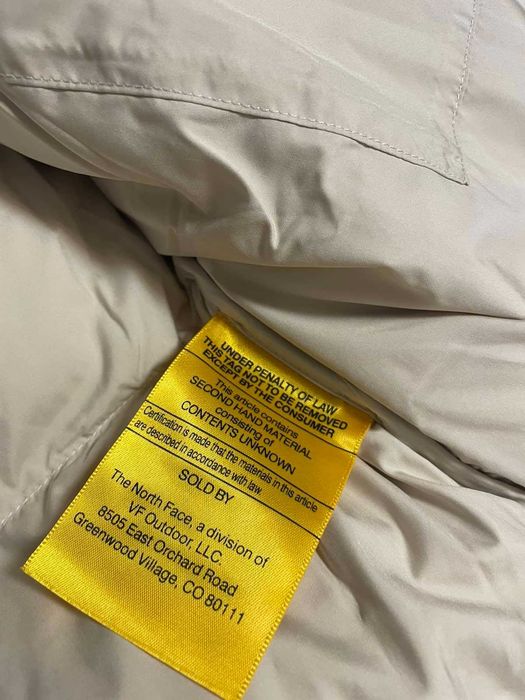 UNDER PENALTY OF LAW
THIS TAG NOT TO BE REMOVED
EXCEPT BY THE CONSUMER
This article contains
SECOND HAND MATERIAL
consisting of
CONTENTS UNKNOWN
Certification is made that the materials in this article
are described in accordance with law.
SOLD BY
The North Face, a division of
VF Outdoor, LLC.
8505 East Orchard Road
Greenwood Village, CO 80111